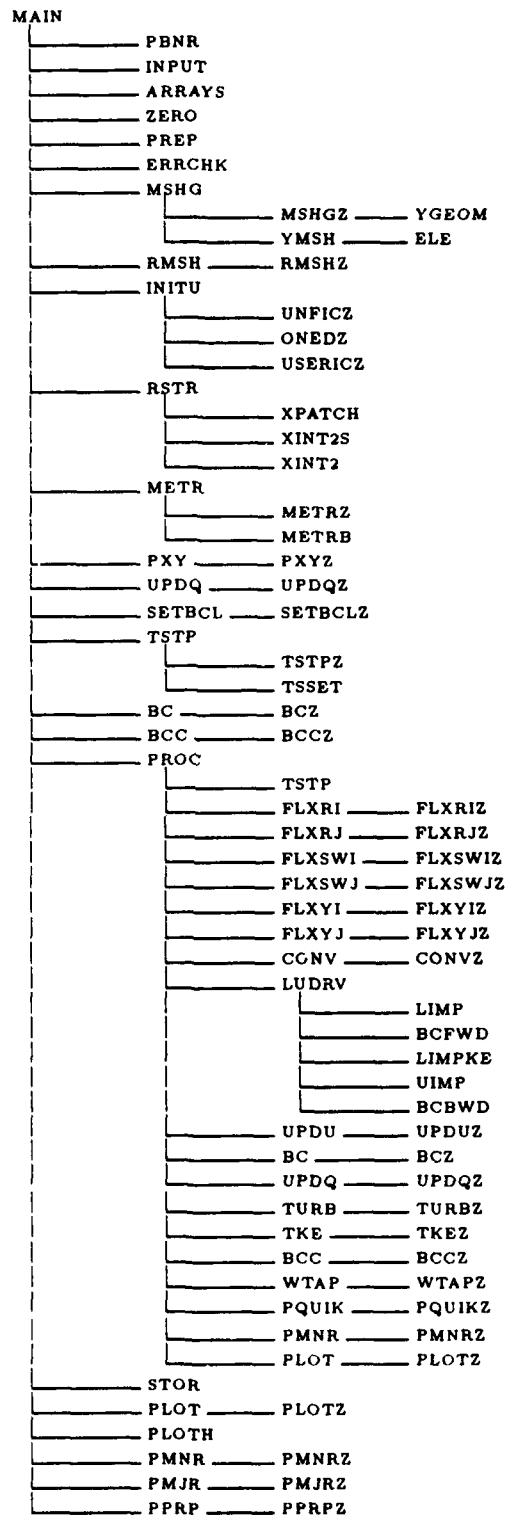 MAIN
PBNR
INPUT
ARRAYS
ZERO
PREP
ERRCHK
MSHG
MSHGZ YGEOM
YMSH ELE
RMSH RMSHZ
INITU
UNFICZ
ONEDZ
USERICZ
RSTR
XPATCH
XINT2S
XINT2
METR
METRZ
METRB
PXY PXYZ
UPDQ UPDQZ
SETBCL SETBCLZ
TSTP
TSTPZ
TSSET
BC BCZ
BCC BCCZ
PROC
TSTP
FLXRI FLXRIZ
FLXRJ FLXRJZ
FLXSWI FLXSWIZ
FLXSWJ FLXSWJZ
FLXYI FLXYIZ
FLXYJ FLXYJZ
CONV CONVZ
LUDRV
LIMP
BCFWD
LIMPKE
UIMP
BCBWD
UPDU UPDUZ
BC BCZ
UPDQ UPDQZ
TURB TURBZ
TKE TKEZ
BCC BCCZ
WTAP WTAPZ
PQUIK PQUIKZ
PMNR PMNRZ
PLOT PLOTZ
STOR
PLOT PLOTZ
PLOTH
PMNR PMNRZ
PMJR PMJRZ
PPRP PPRPZ